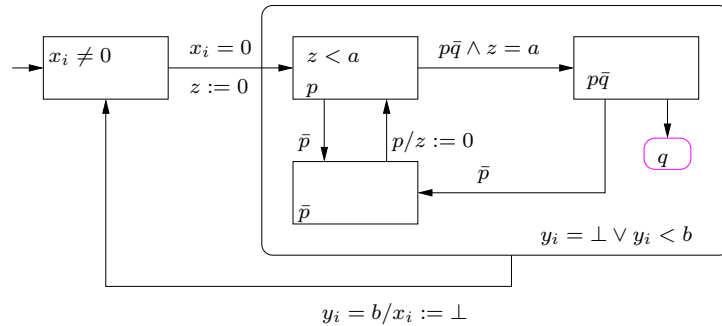 x_i ≠ 0
x_i = 0
z := 0
z < a
p
p q̄ ∧ z = a
p q̄
p̄
p/z := 0
p̄
q
p̄
y_i = ⊥ ∨ y_i < b
y_i = b/x_i := ⊥